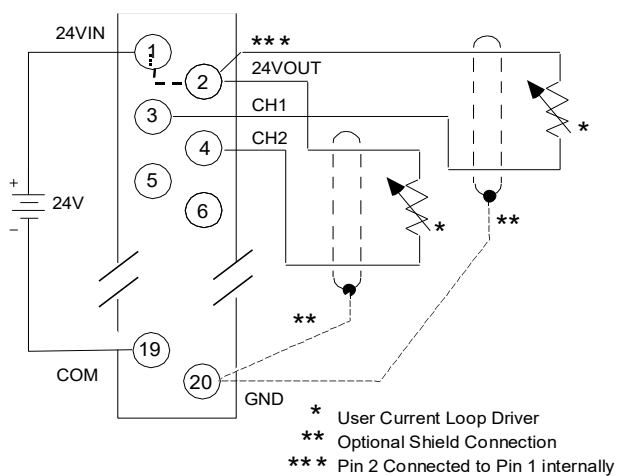 24VIN
1
***
2
24VOUT
3
CH1
*
4
CH2
5
+
24V
6
*
**
−
**
19
COM
20
GND
* User Current Loop Driver
** Optional Shield Connection
*** Pin 2 Connected to Pin 1 internally